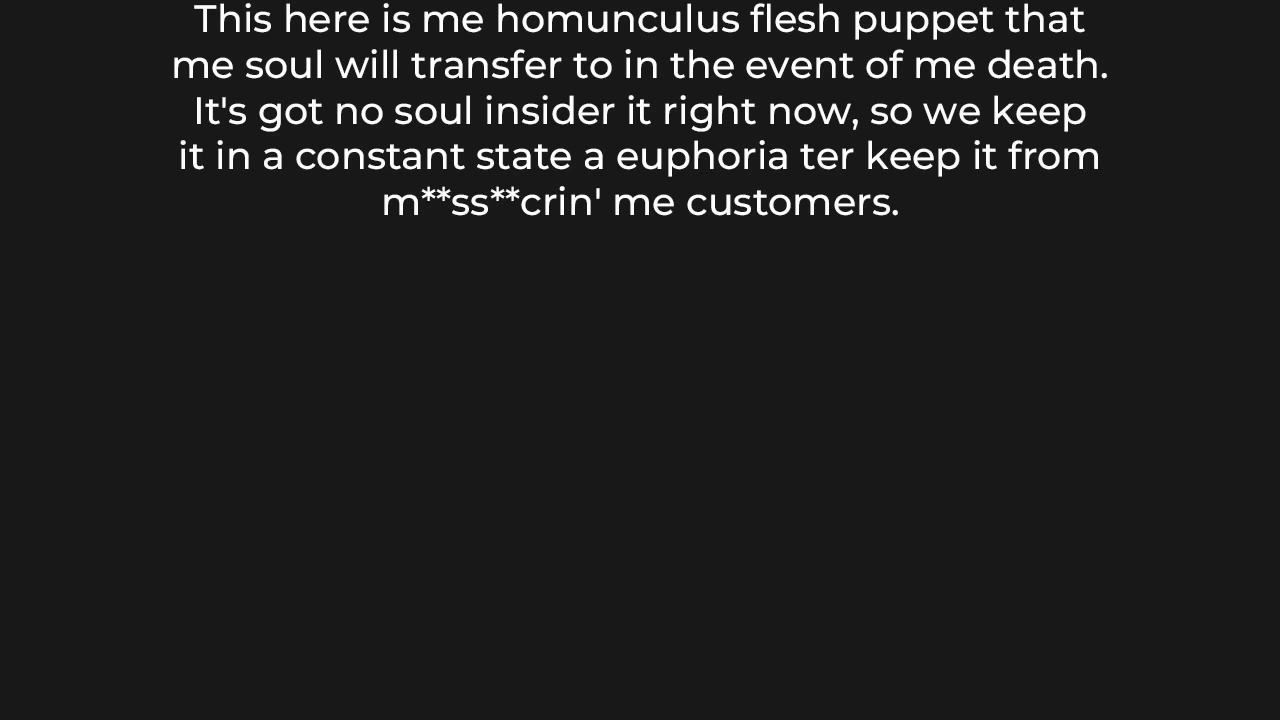 This here is me homunculus flesh puppet that
me soul will transfer to in the event of me death.
It's got no soul insider it right now, so we keep
it in a constant state a euphoria ter keep it from
m**ss**crin' me customers.